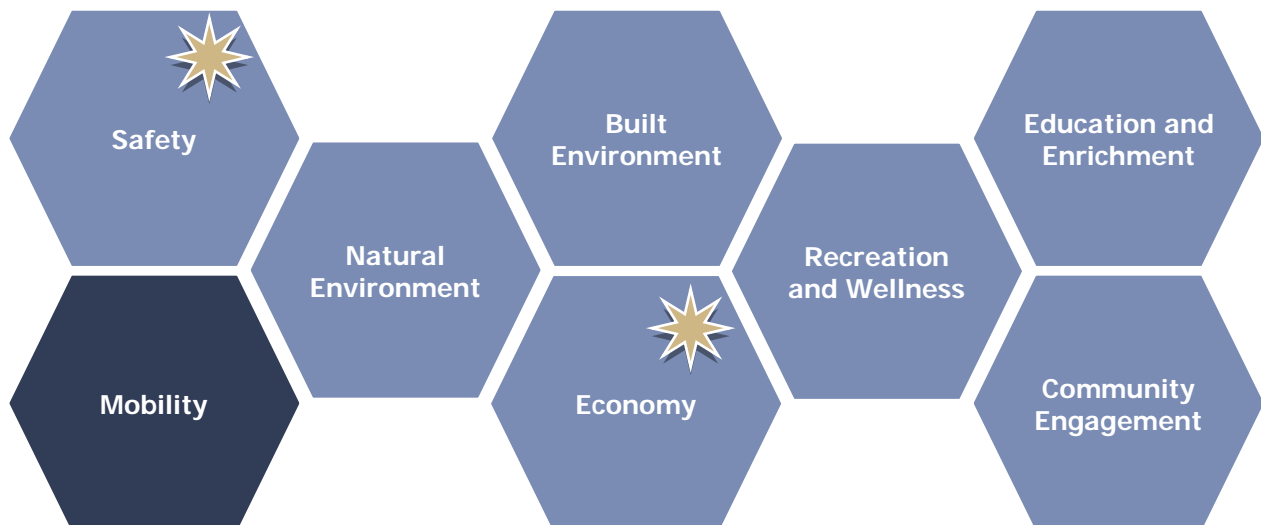 Safety
Built
Environment
Education and
Enrichment
Natural
Environment
Recreation
and Wellness
Mobility
Economy
Community
Engagement